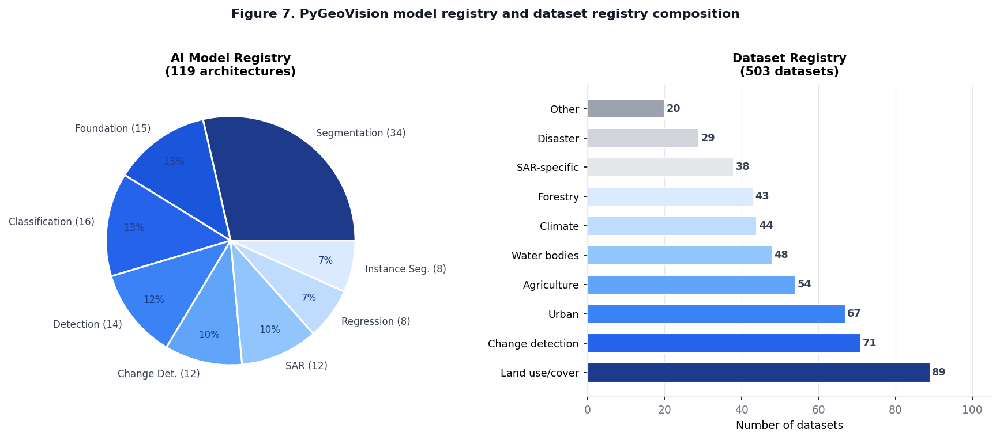 Figure 7. PyGeoVision model registry and dataset registry composition
AI Model Registry
(119 architectures)
Segmentation (34)
Foundation (15)
13%
Classification (16)
13%
Detection (14)
12%
Change Det. (12)
10%
SAR (12)
10%
Regression (8)
7%
Instance Seg. (8)
7%
Dataset Registry
(503 datasets)
Other 20
Disaster 29
SAR-specific 38
Forestry 43
Climate 44
Water bodies 48
Agriculture 54
Urban 67
Change detection 71
Land use/cover 89
0 20 40 60 80 100
Number of datasets